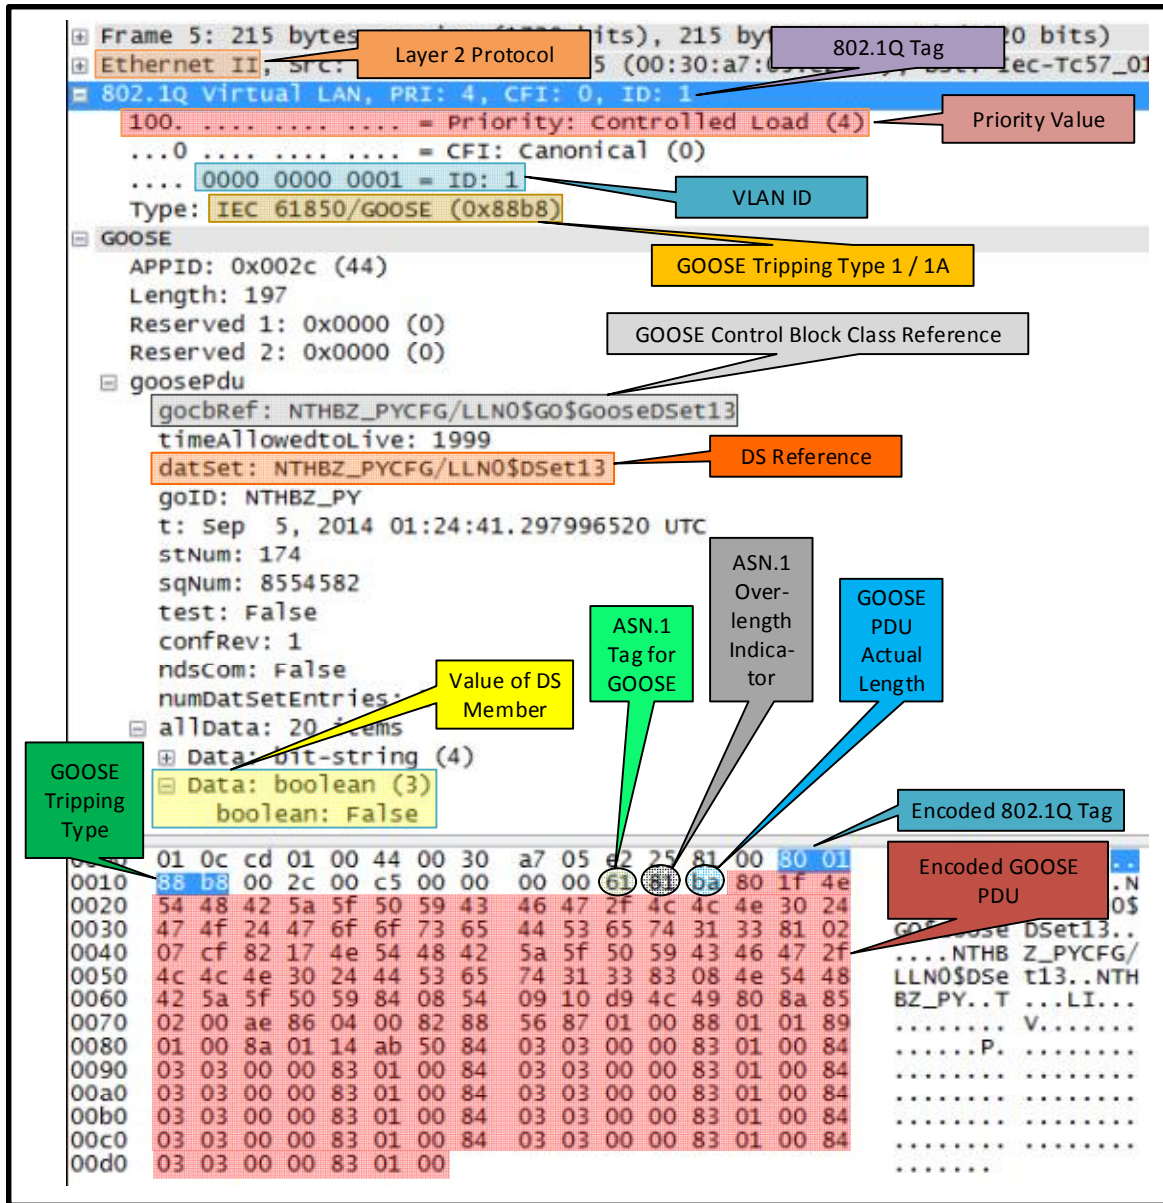 Frame 5: 215 bytes its), 215 byt 20 bits)
Layer 2 Protocol
802.1Q Tag
Ethernet II, Src: 5 (00:30:a7:0 Iec-Tc57_01
802.1Q Virtual LAN, PRI: 4, CFI: 0, ID: 1
100. .... .... .... = Priority: Controlled Load (4)
Priority Value
...0 .... .... .... = CFI: Canonical (0)
.... 0000 0000 0001 = ID: 1
VLAN ID
Type: IEC 61850/GOOSE (0x88b8)
GOOSE
GOOSE Tripping Type 1 / 1A
APPID: 0x002c (44)
Length: 197
Reserved 1: 0x0000 (0)
Reserved 2: 0x0000 (0)
GOOSE Control Block Class Reference
goosePdu
gocbRef: NTHBZ_PYCFG/LLN0$GO$GooseDSet13
timeAllowedtoLive: 1999
datSet: NTHBZ_PYCFG/LLN0$DSet13
DS Reference
goID: NTHBZ_PY
t: Sep 5, 2014 01:24:41.297996520 UTC
stNum: 174
sqNum: 8554582
test: False
confRev: 1
ndsCom: False
numDatSetEntries:
allData: 20 items
Data: bit-string (4)
Data: boolean (3)
boolean: False
ASN.1
Tag for
GOOSE
ASN.1
Over-
length
Indica-
tor
GOOSE
PDU
Actual
Length
Value of DS
Member
GOOSE
Tripping
Type
Encoded 802.1Q Tag
Encoded GOOSE
PDU
01 0c cd 01 00 44 00 30 a7 05 e2 25 81 00 80 01 ..
0010 88 b8 00 2c 00 c5 00 00 00 00 61 81 ba 80 1f 4e .N
0020 54 48 42 5a 5f 50 59 43 46 47 2f 4c 4c 4e 30 24 0$
0030 47 4f 24 47 6f 6f 73 65 44 53 65 74 31 33 81 02 GO$GooSe DSet13..
0040 07 cf 82 17 4e 54 48 42 5a 5f 50 59 43 46 47 2f ....NTHB Z_PYCFG/
0050 4c 4c 4e 30 24 44 53 65 74 31 33 83 08 4e 54 48 LLN0$DSe t13..NTH
0060 42 5a 5f 50 59 84 08 54 09 10 d9 4c 49 80 8a 85 BZ_PY..T ...LI...
0070 02 00 ae 86 04 00 82 88 56 87 01 00 88 01 01 89 ........ V.......
0080 01 00 8a 01 14 ab 50 84 03 03 00 00 83 01 00 84 ......P. ........
0090 03 03 00 00 83 01 00 84 03 03 00 00 83 01 00 84 ........ ........
00a0 03 03 00 00 83 01 00 84 03 03 00 00 83 01 00 84 ........ ........
00b0 03 03 00 00 83 01 00 84 03 03 00 00 83 01 00 84 ........ ........
00c0 03 03 00 00 83 01 00 84 03 03 00 00 83 01 00 84 ........ ........
00d0 03 03 00 00 83 01 00 .......